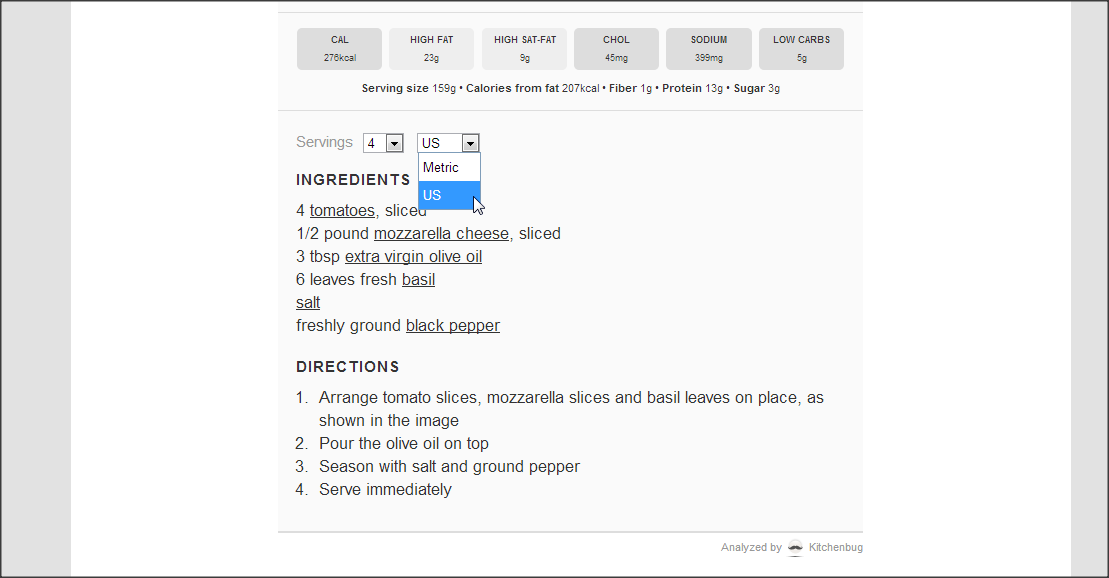 CAL HIGH FAT HIGH SAT-FAT CHOL SODIUM LOW CARBS
276kcal 23g 9g 45mg 399mg 5g
Serving size 159g • Calories from fat 207kcal • Fiber 1g • Protein 13g • Sugar 3g
Servings 4 US
Metric
INGREDIENTS
US
4 tomatoes, sliced
1/2 pound mozzarella cheese, sliced
3 tbsp extra virgin olive oil
6 leaves fresh basil
salt
freshly ground black pepper
DIRECTIONS
1. Arrange tomato slices, mozzarella slices and basil leaves on place, as
shown in the image
2. Pour the olive oil on top
3. Season with salt and ground pepper
4. Serve immediately
Analyzed by Kitchenbug